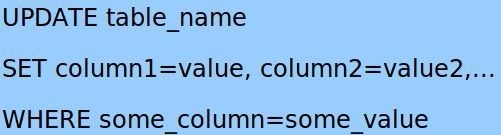 UPDATE table_name
SET column1=value, column2=value2,...
WHERE some_column=some_value